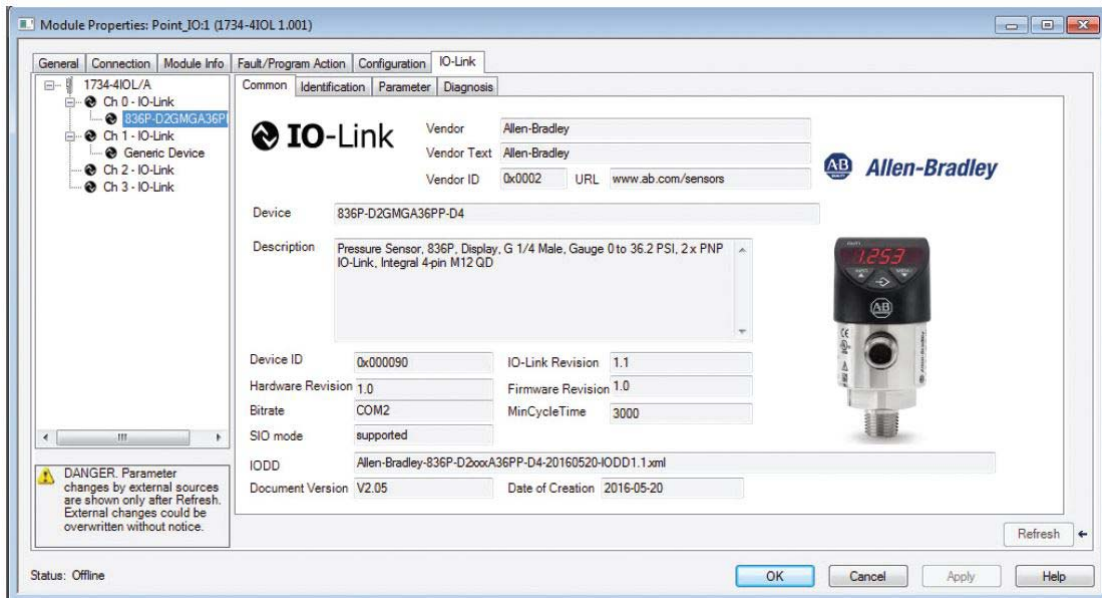 Module Properties: Point_IO:1 (1734-4IOL 1.001)
General Connection Module Info Fault/Program Action Configuration IO-Link
1734-4IOL/A
Ch 0 - IO-Link
836P-D2GMGA36P
Ch 1 - IO-Link
Generic Device
Ch 2 - IO-Link
Ch 3 - IO-Link
DANGER. Parameter
changes by external sources
are shown only after Refresh.
External changes could be
overwritten without notice.
Common Identification Parameter Diagnosis
IO-Link
Vendor Allen-Bradley
Vendor Text Allen-Bradley
Vendor ID 0x0002 URL www.ab.com/sensors
AB Allen-Bradley
Device 836P-D2GMGA36PP-D4
Description Pressure Sensor, 836P, Display, G 1/4 Male, Gauge 0 to 36.2 PSI, 2 x PNP
IO-Link, Integral 4-pin M12 QD
1.253
AB
Device ID 0x000090 IO-Link Revision 1.1
Hardware Revision 1.0 Firmware Revision 1.0
Bitrate COM2 MinCycleTime 3000
SIO mode supported
IODD Allen-Bradley-836P-D2xxxA36PP-D4-20160520-IODD1.1.xml
Document Version V2.05 Date of Creation 2016-05-20
Refresh
Status: Offline
OK Cancel Apply Help